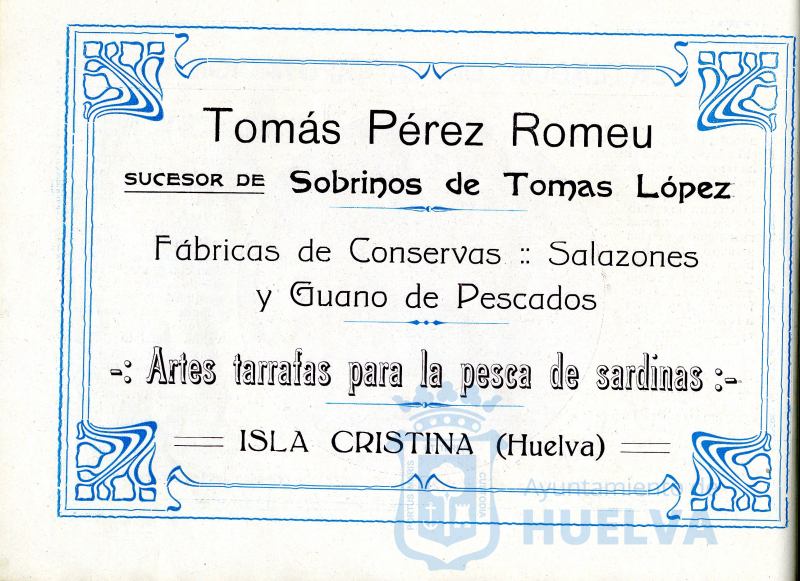 Tomás Pérez Romeu
SUCESOR DE Sobrinos de Tomas López
Fábricas de Conservas :: Salazones
y Guano de Pescados
-: Artes tarrafas para la pesca de sardinas :-
ISLA CRISTINA (Huelva)
Ayuntamiento de
HUELVA